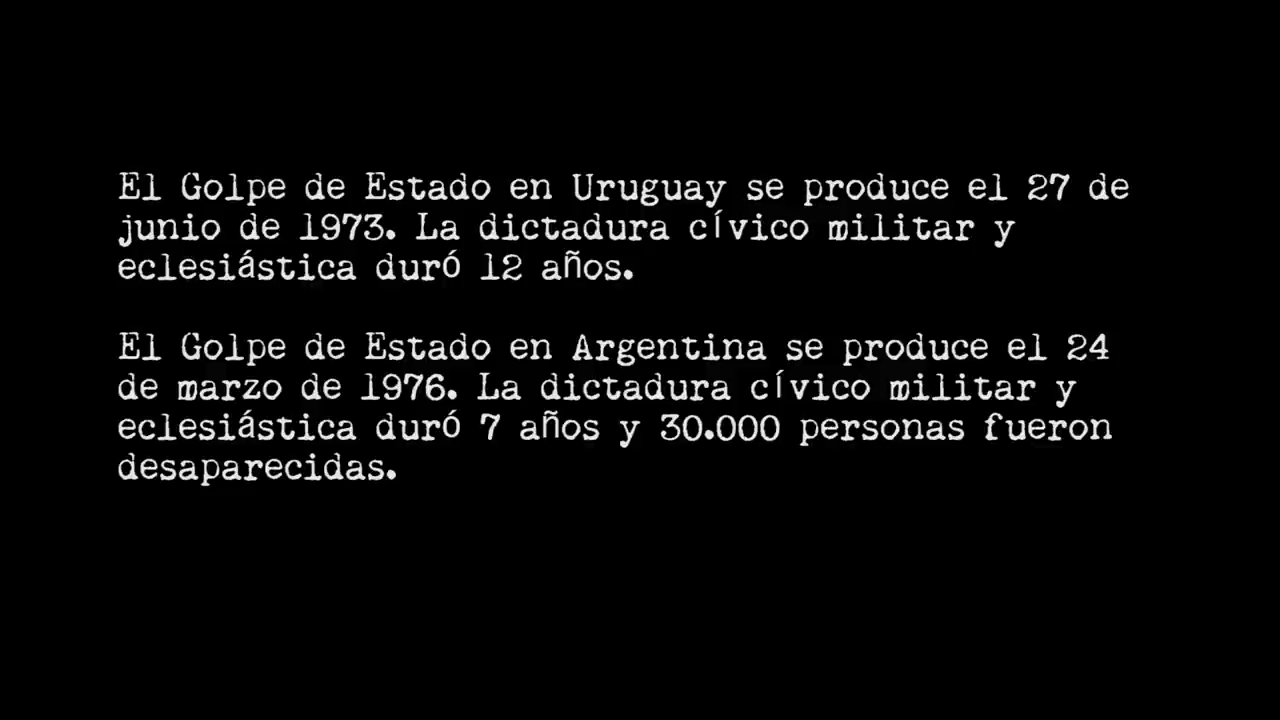 El Golpe de Estado en Uruguay se produce el 27 de
junio de 1973. La dictadura cívico militar y
eclesiástica duró 12 años.
El Golpe de Estado en Argentina se produce el 24
de marzo de 1976. La dictadura cívico militar y
eclesiástica duró 7 años y 30.000 personas fueron
desaparecidas.